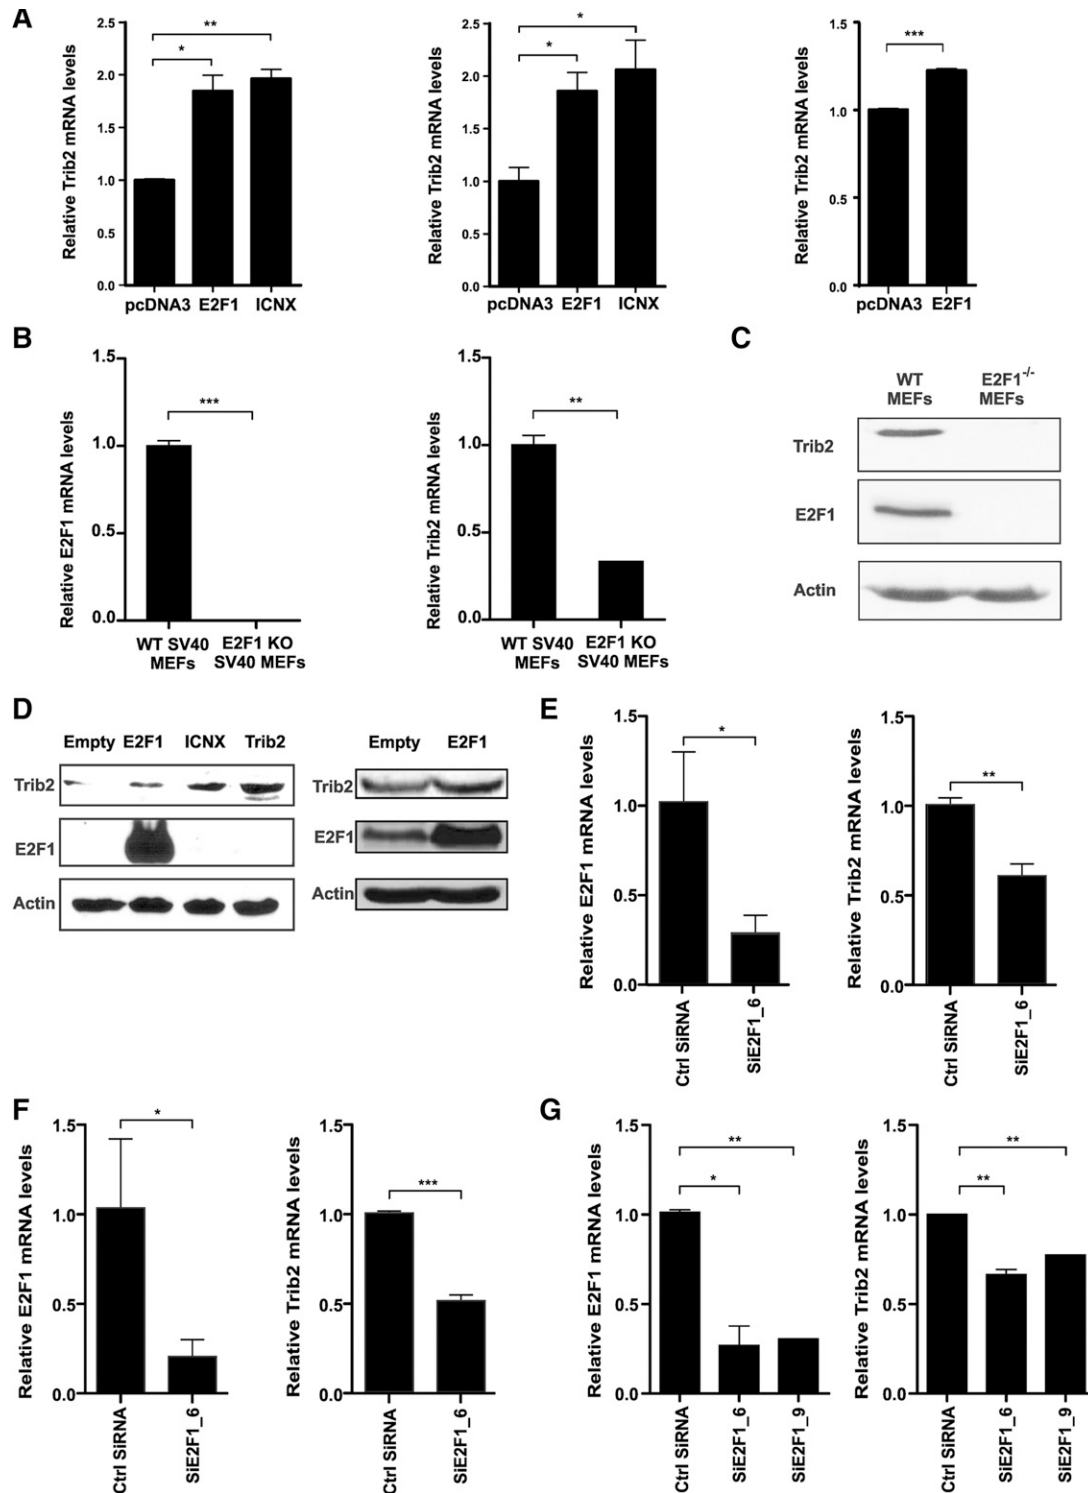 A
Relative Trib2 mRNA levels
2.5
2.0
1.5
1.0
0.5
0.0
**
*
pcDNA3 E2F1 ICNX
Relative Trib2 mRNA levels
2.5
2.0
1.5
1.0
0.5
0.0
*
*
pcDNA3 E2F1 ICNX
Relative Trib2 mRNA levels
1.5
1.0
0.5
0.0
***
pcDNA3 E2F1
B
Relative E2F1 mRNA levels
1.5
1.0
0.5
0.0
***
WT SV40 E2F1 KO
MEFs SV40 MEFs
Relative Trib2 mRNA levels
1.5
1.0
0.5
0.0
**
WT SV40 E2F1 KO
MEFs SV40 MEFs
C
WT E2F1-/-
MEFs MEFs
Trib2
E2F1
Actin
D
Empty E2F1 ICNX Trib2
Trib2
E2F1
Actin
Empty E2F1
Trib2
E2F1
Actin
E
Relative E2F1 mRNA levels
1.5
1.0
0.5
0.0
*
Ctrl SiRNA
SiE2F1_6
Relative Trib2 mRNA levels
1.5
1.0
0.5
0.0
**
Ctrl SiRNA
SiE2F1_6
F
Relative E2F1 mRNA levels
1.5
1.0
0.5
0.0
*
Ctrl SiRNA
SiE2F1_6
Relative Trib2 mRNA levels
1.5
1.0
0.5
0.0
***
Ctrl SiRNA
SiE2F1_6
G
Relative E2F1 mRNA levels
1.5
1.0
0.5
0.0
**
*
Ctrl SiRNA
SiE2F1_6
SiE2F1_9
Relative Trib2 mRNA levels
1.5
1.0
0.5
0.0
**
**
Ctrl SiRNA
SiE2F1_6
SiE2F1_9